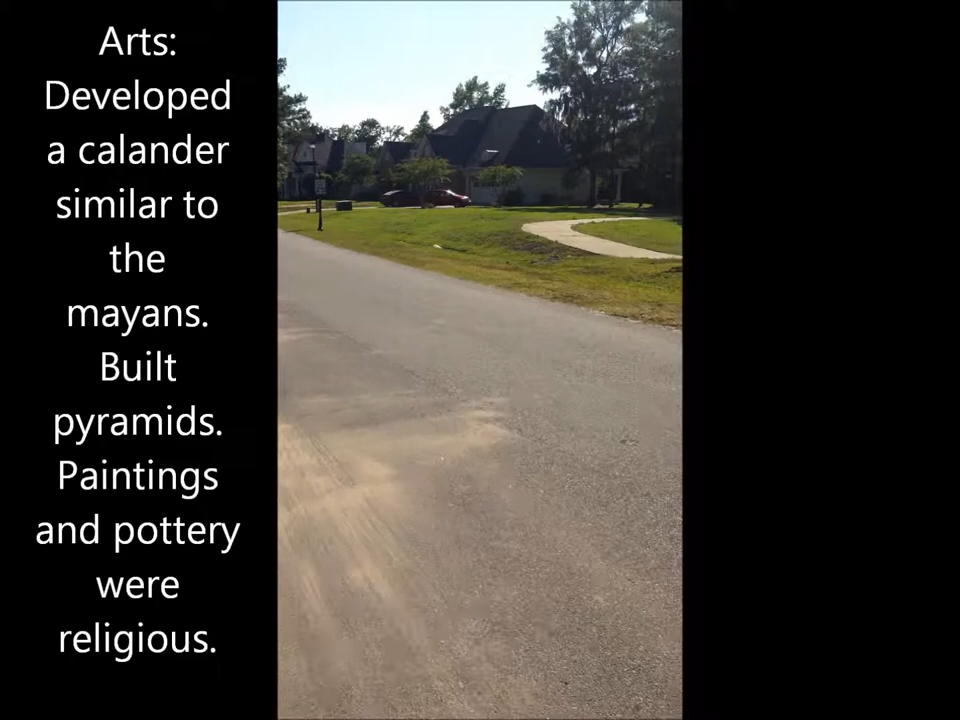 Arts:
Developed
a calander
similar to
the
mayans.
Built
pyramids.
Paintings
and pottery
were
religious.